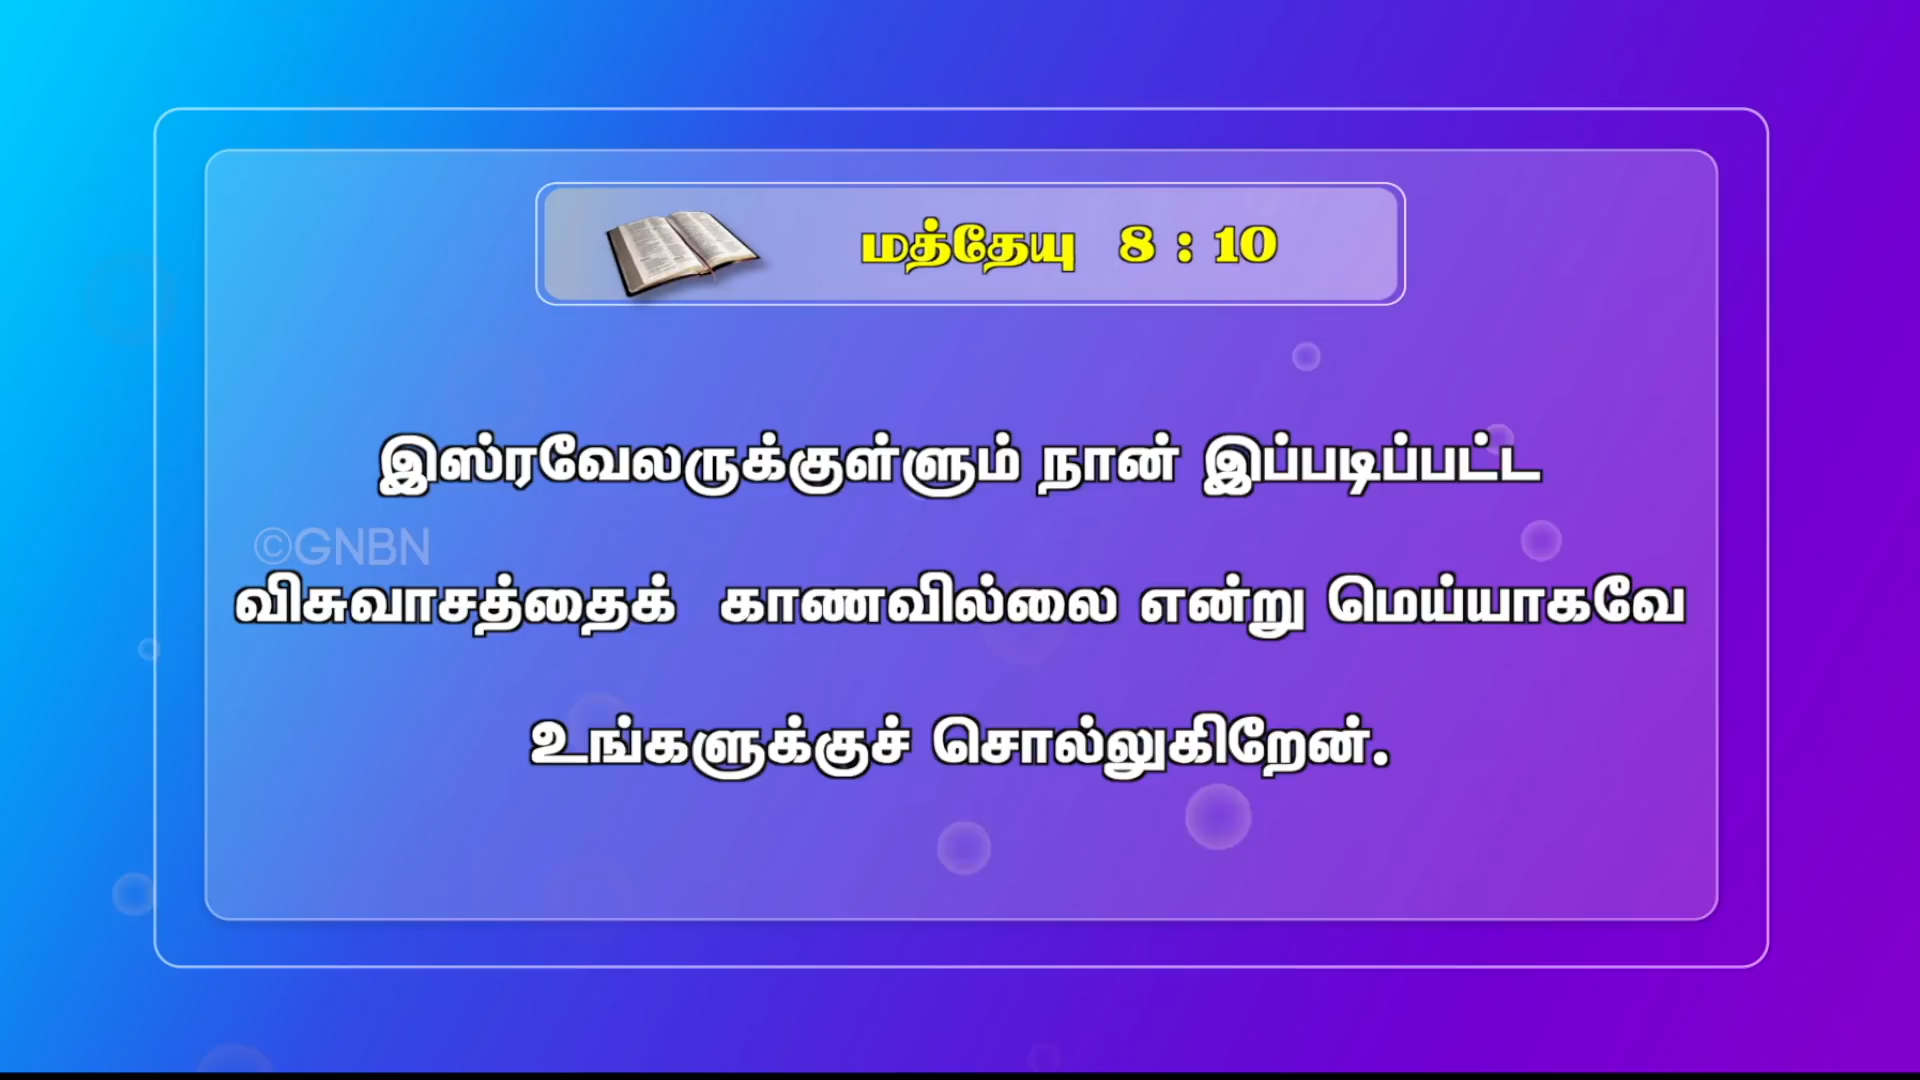 மத்தேயு 8 : 10
இஸ்ரவேலருக்குள்ளும் நான் இப்படிப்பட்ட
©GNBN
விசுவாசத்தைக் காணவில்லை என்று மெய்யாகவே
உங்களுக்குச் சொல்லுகிறேன்.